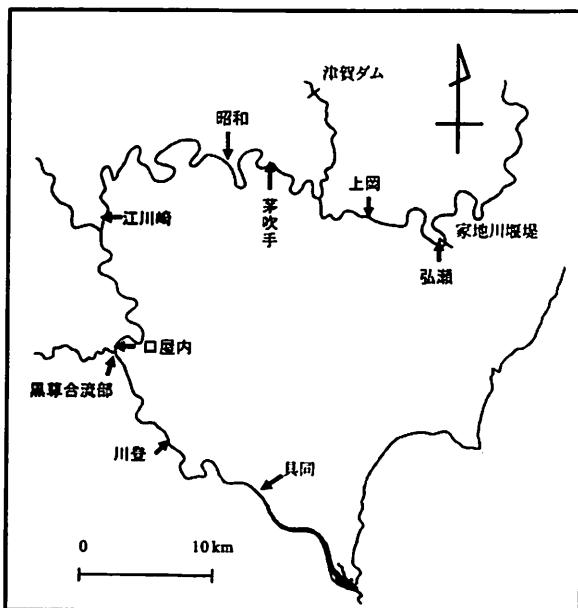 津賀ダム
昭和
上岡
茅吹手
江川崎
家地川堰堤
弘瀬
口屋内
黒尊合流部
川登
具同
0 10km